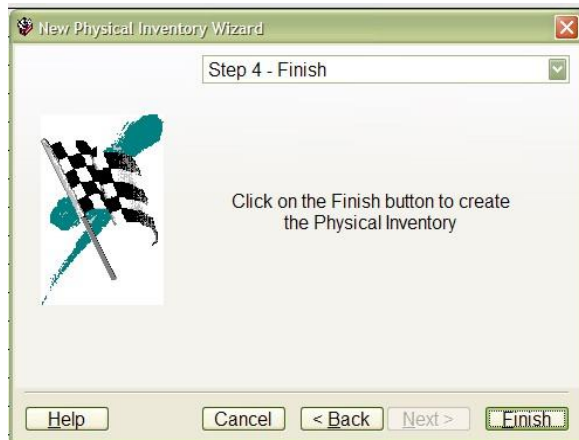 New Physical Inventory Wizard
Step 4 - Finish
Click on the Finish button to create
the Physical Inventory
Help
Cancel
< Back
Next >
Finish